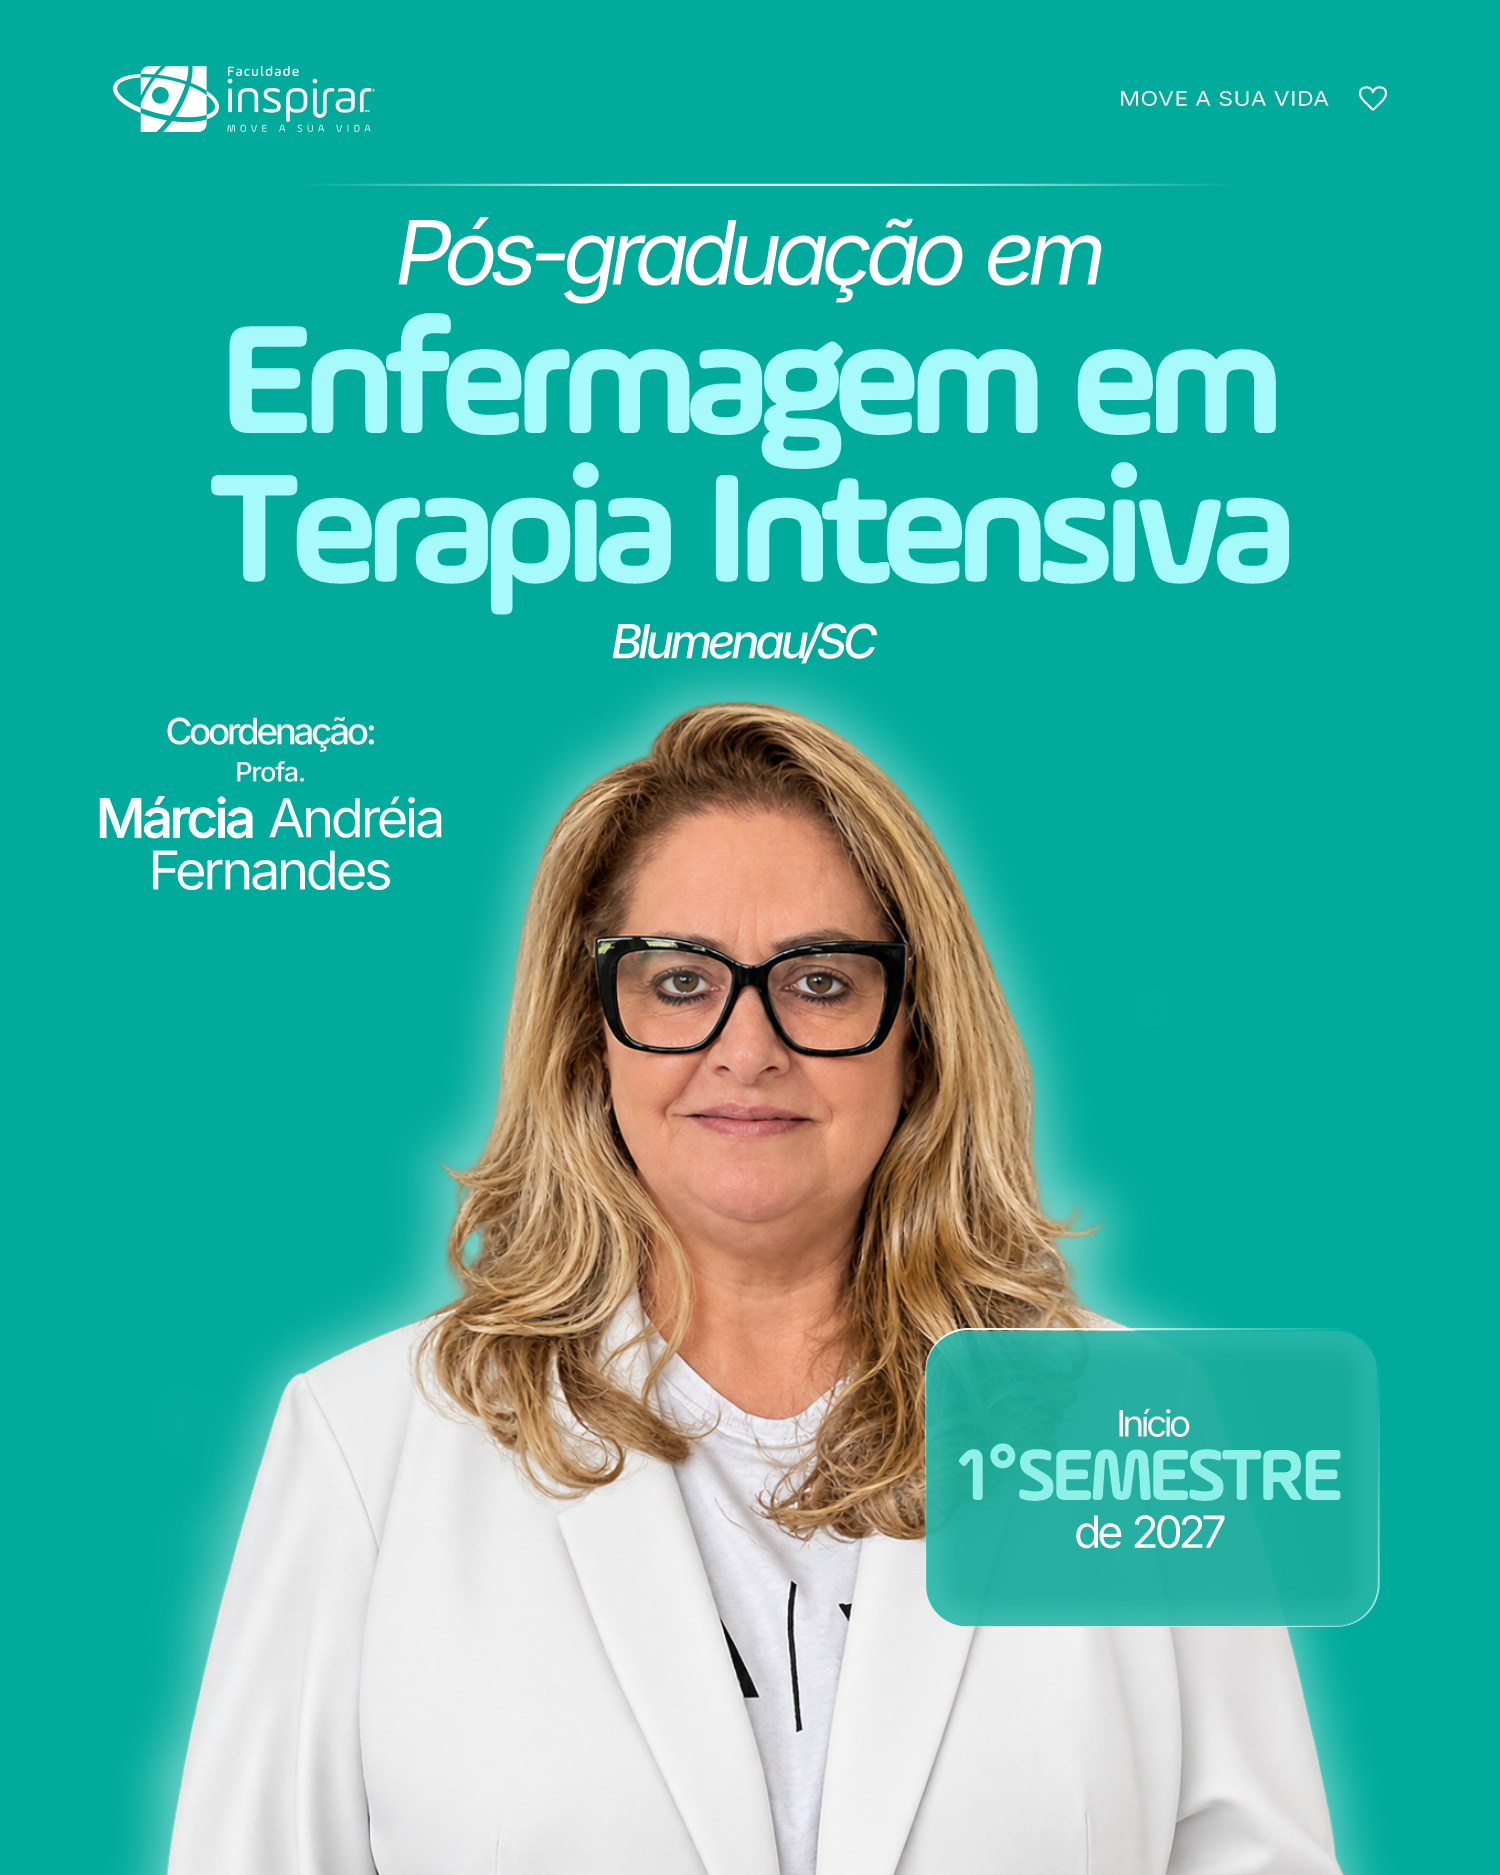 Faculdade
inspirar
MOVE A SUA VIDA
MOVE A SUA VIDA
Pós-graduação em
Enfermagem em
Terapia Intensiva
Blumenau/SC
Coordenação:
Profa.
Márcia Andréia
Fernandes
Início
1°SEMESTRE
de 2027